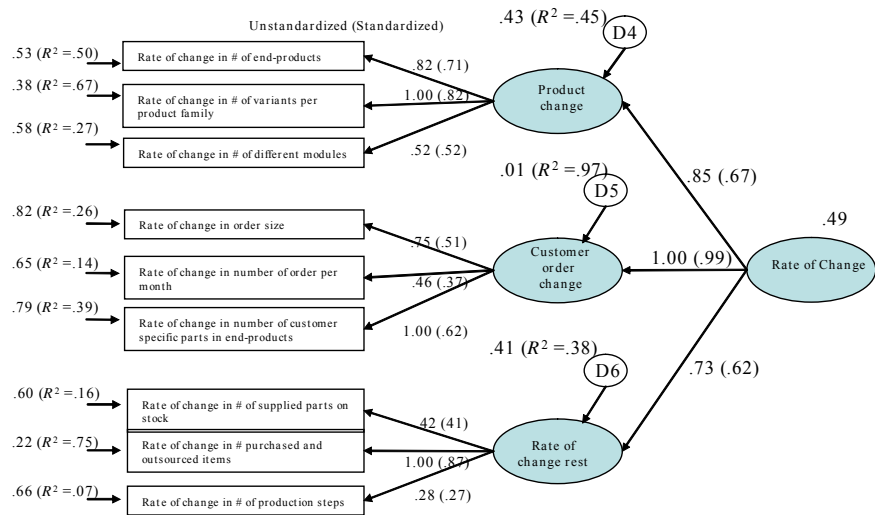 Unstandardized (Standardized)
.43 (R² =.45)
D4
.53 (R² =.50)
Rate of change in # of end-products
.82 (.71)
.38 (R² =.67)
Rate of change in # of variants per
product family
1.00 (.82)
Product
change
.58 (R² =.27)
Rate of change in # of different modules
.52 (.52)
.85 (.67)
.01 (R² =.97)
D5
.82 (R² =.26)
Rate of change in order size
.75 (.51)
.49
.65 (R² =.14)
Rate of change in number of order per
month
.46 (.37)
Customer
order
change
1.00 (.99)
Rate of Change
.79 (R² =.39)
Rate of change in number of customer
specific parts in end-products
1.00 (.62)
.41 (R² =.38)
D6
.73 (.62)
.60 (R² =.16)
Rate of change in # of supplied parts on
stock
.42 (41)
.22 (R² =.75)
Rate of change in # purchased and
outsourced items
1.00 (.87)
Rate of
change rest
.66 (R² =.07)
Rate of change in # of production steps
.28 (.27)